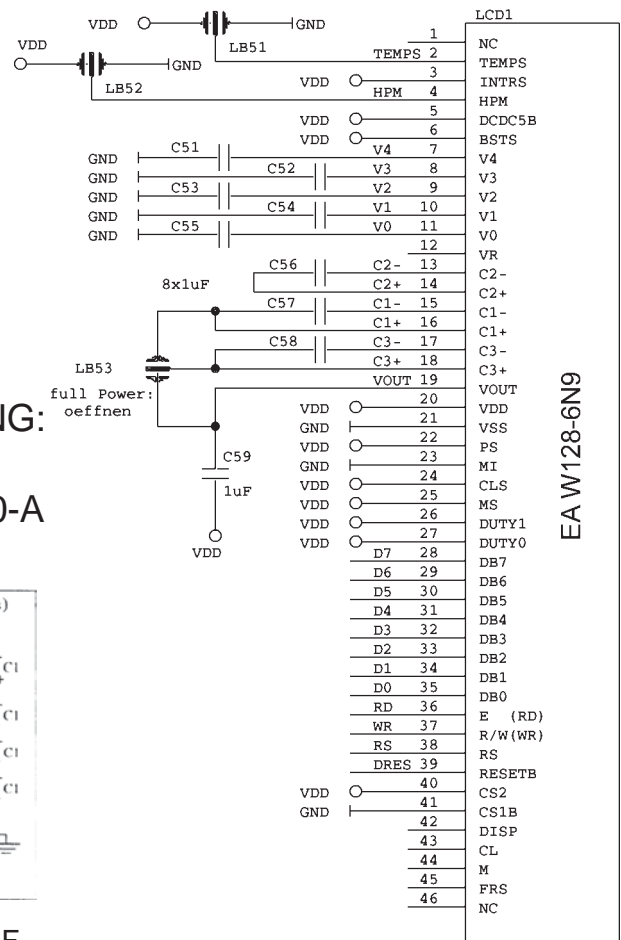 LCD1
VDD GND
LB51
VDD GND
LB52
1 NC
TEMPS 2 TEMPS
VDD 3 INTRS
HPM 4 HPM
VDD 5 DCDC5B
VDD 6 BSTS
GND C51 V4 7 V4
GND C52 V3 8 V3
GND C53 V2 9 V2
GND C54 V1 10 V1
GND C55 V0 11 V0
12 VR
C56 C2- 13 C2-
8x1uF C2+ 14 C2+
C57 C1- 15 C1-
C1+ 16 C1+
C58 C3- 17 C3-
LB53 C3+ 18 C3+
VOUT 19 VOUT
full Power:
oeffnen
VDD 20 VDD
GND 21 VSS
VDD 22 PS
GND 23 MI
VDD 24 CLS
VDD 25 MS
VDD 26 DUTY1
VDD 27 DUTY0
C59
1uF
VDD
D7 28 DB7
D6 29 DB6
D5 30 DB5
D4 31 DB4
D3 32 DB3
D2 33 DB2
D1 34 DB1
D0 35 DB0
RD 36 E (RD)
WR 37 R/W(WR)
RS 38 RS
DRES 39 RESETB
VDD 40 CS2
GND 41 CS1B
42 DISP
43 CL
44 M
45 FRS
46 NC
EA W128-6N9
NG:
0-A
C1
C1
C1
C1